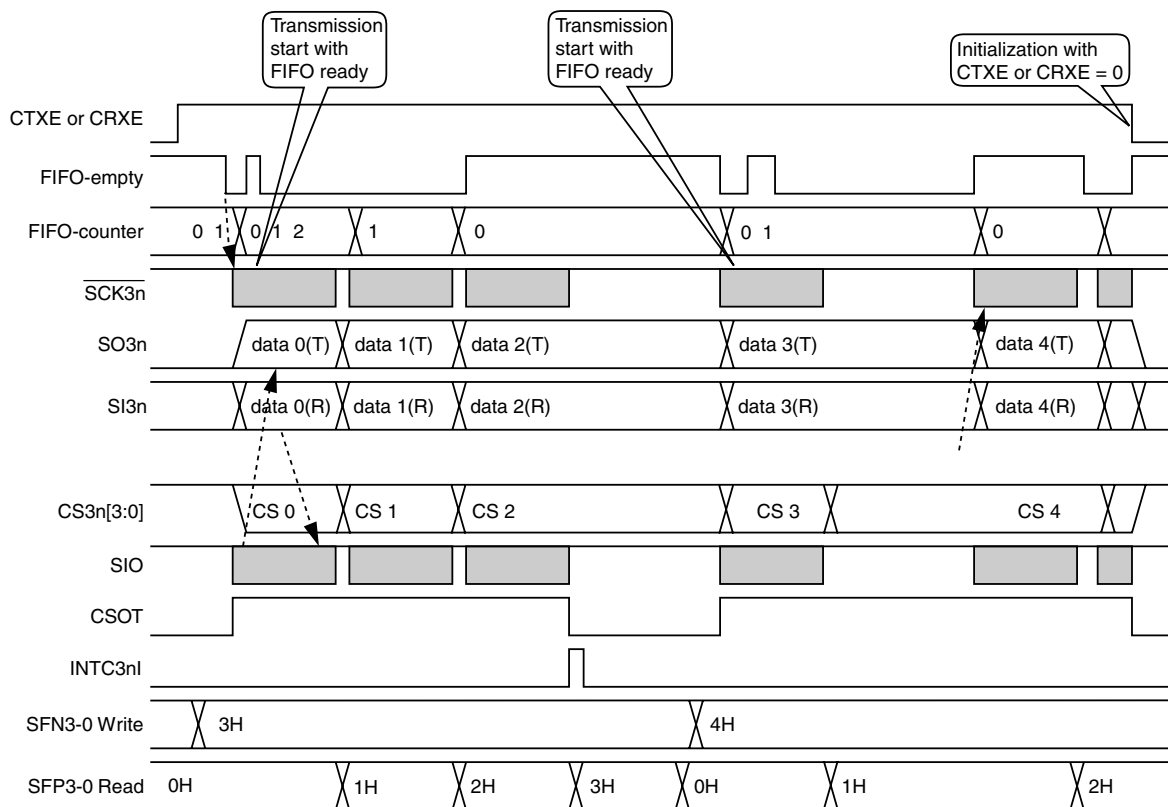 Transmission
start with
FIFO ready
Transmission
start with
FIFO ready
Initialization with
CTXE or CRXE = 0
CTXE or CRXE
FIFO-empty
FIFO-counter 0 1 0 1 2 1 0 0 1 0
SCK3n
SO3n data 0(T) data 1(T) data 2(T) data 3(T) data 4(T)
SI3n data 0(R) data 1(R) data 2(R) data 3(R) data 4(R)
CS3n[3:0] CS 0 CS 1 CS 2 CS 3 CS 4
SIO
CSOT
INTC3nI
SFN3-0 Write 3H 4H
SFP3-0 Read 0H 1H 2H 3H 0H 1H 2H